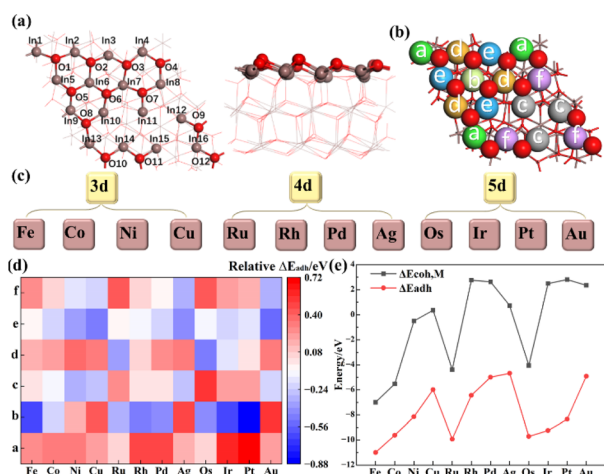 (a)
In1 In2 In3 In4
O1 O2 O3 O4
In5 In6 In7 In8
O5 O6 O7
In9 O8 In10 In11 In12 O9
In13 In14 In15 In16
O10 O11 O12
(b)
a d e a
e b d f
d e c c
a f c f
(c)
3d 4d 5d
Fe Co Ni Cu Ru Rh Pd Ag Os Ir Pt Au
(d) Relative ΔEadh/eV
f
e
d
c
b
a
Fe Co Ni Cu Ru Rh Pd Ag Os Ir Pt Au
0.72
0.40
0.08
−0.24
−0.56
−0.88
(e)
ΔEcoh,M
ΔEadh
Energy/eV
4
2
0
−2
−4
−6
−8
−10
−12
Fe Co Ni Cu Ru Rh Pd Ag Os Ir Pt Au